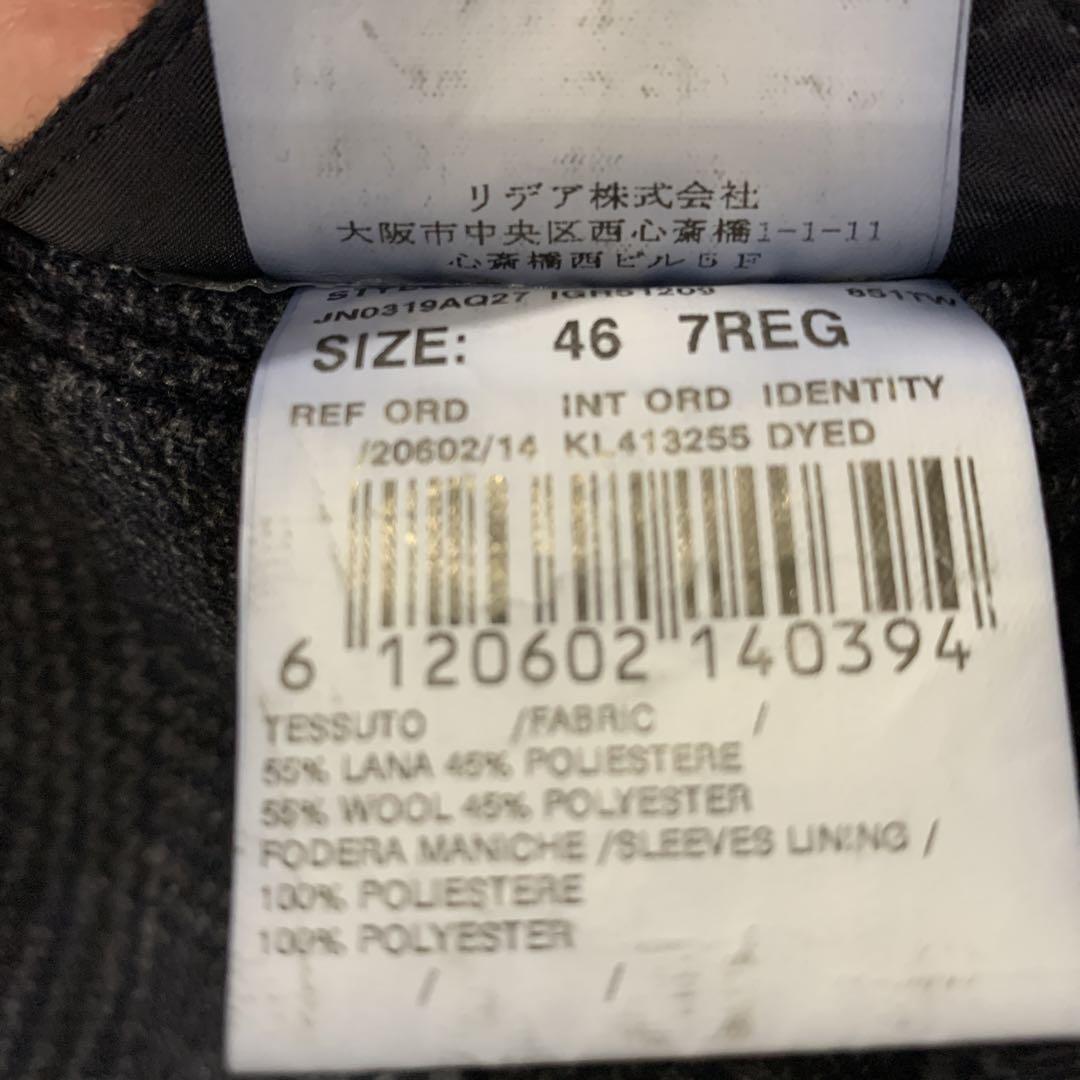 リデア株式会社
大阪市中央区西心斎橋1-1-11
心斎橋西ビル5F
JN0319AQ27 IGR51209 851TW
SIZE: 46 7REG
REF ORD INT ORD IDENTITY
/20602/14 KL413255 DYED
6 120602 140394
TESSUTO /FABRIC /
55% LANA 45% POLIESTERE
55% WOOL 45% POLYESTER
FODERA MANICHE /SLEEVES LINING /
100% POLIESTERE
100% POLYESTER
/ /